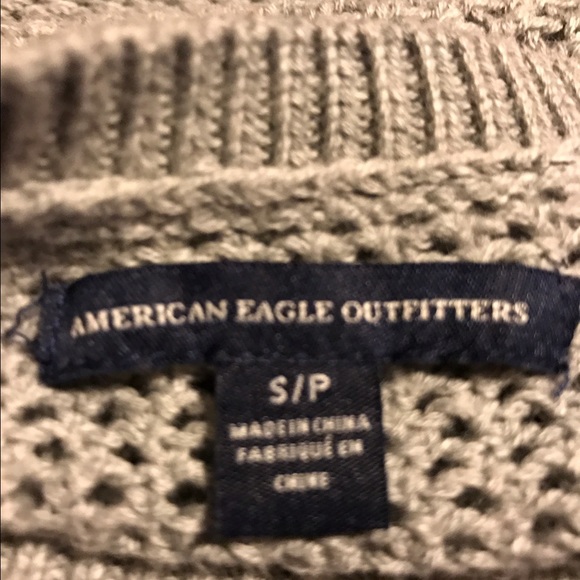 AMERICAN EAGLE OUTFITTERS
S/P
MADE IN CHINA
FABRIQUÉ EN
CHINE